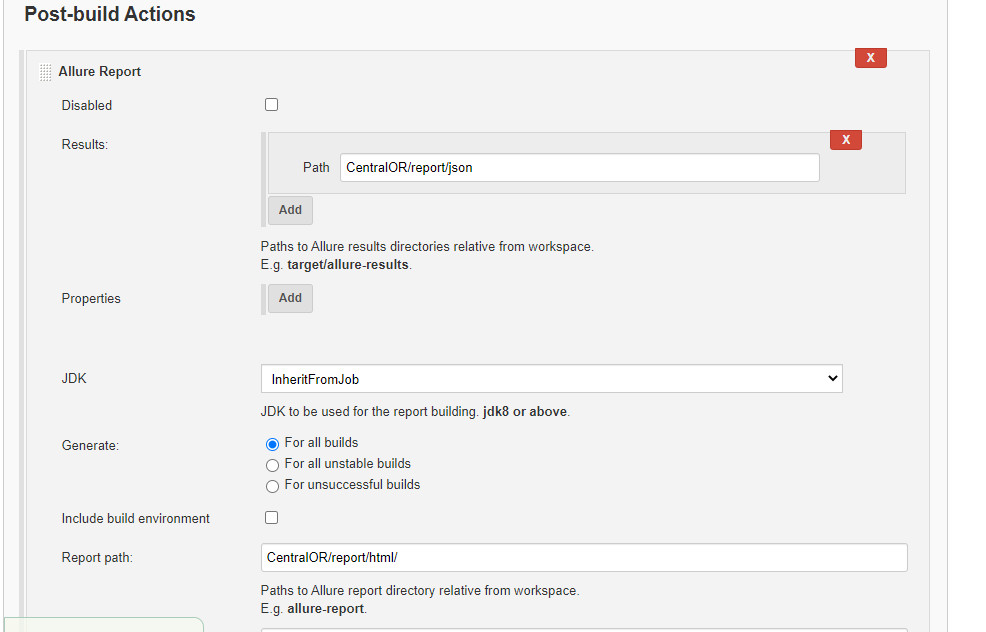 Post-build Actions
X
Allure Report
Disabled
Results:
X
Path CentralOR/report/json
Add
Paths to Allure results directories relative from workspace.
E.g. target/allure-results.
Properties Add
JDK InheritFromJob
JDK to be used for the report building. jdk8 or above.
Generate: For all builds
For all unstable builds
For unsuccessful builds
Include build environment
Report path: CentralOR/report/html/
Paths to Allure report directory relative from workspace.
E.g. allure-report.